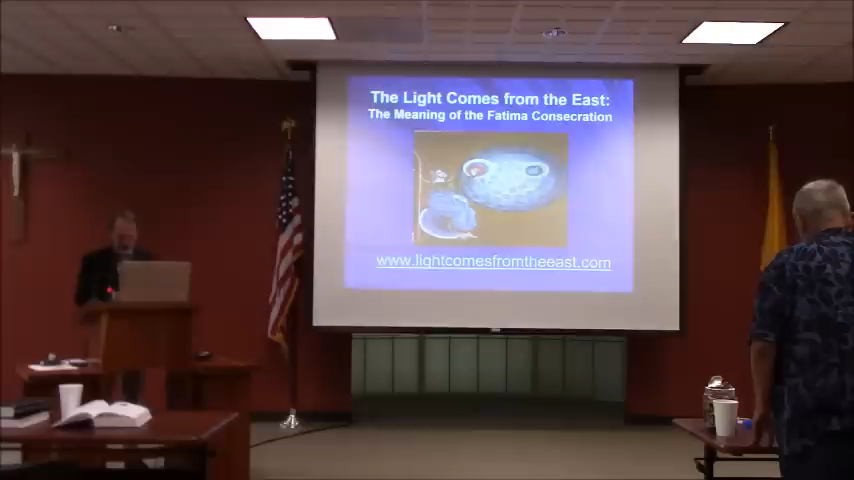 The Light Comes from the East:
The Meaning of the Fatima Consecration
www.lightcomesfromtheeast.com